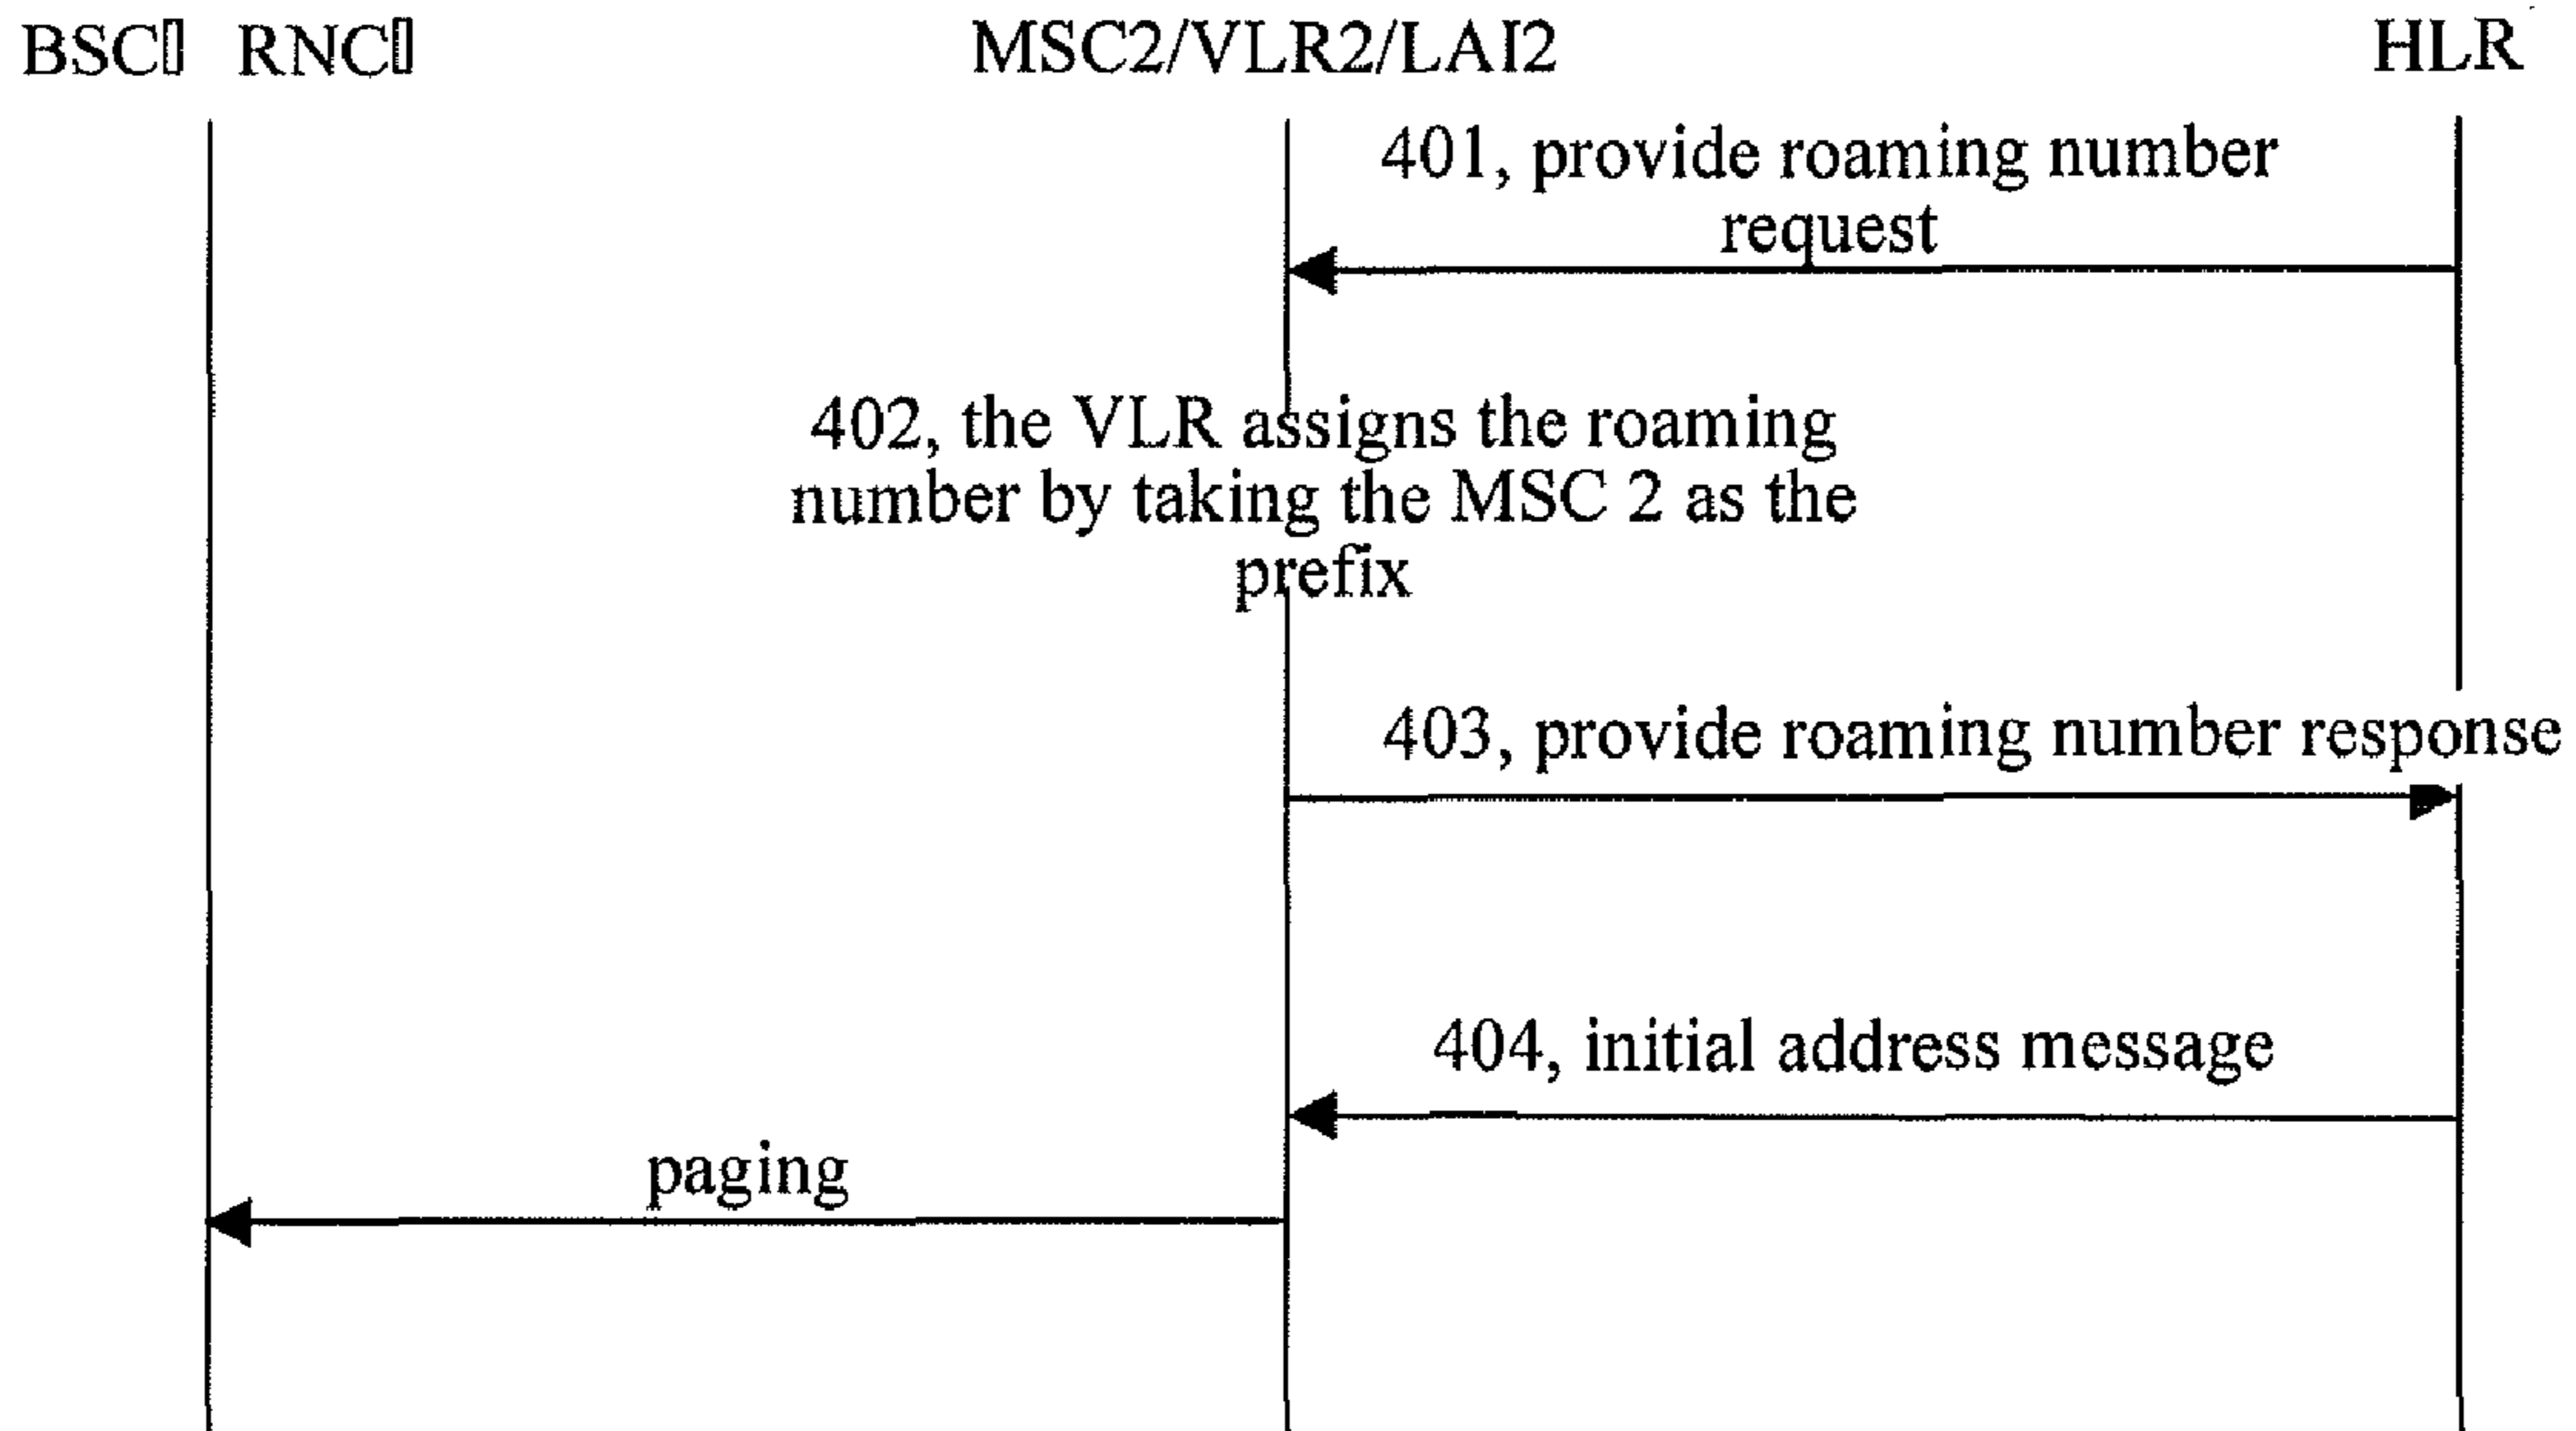 BSC RNC MSC2/VLR2/LAI2 HLR
401, provide roaming number
request
402, the VLR assigns the roaming
number by taking the MSC 2 as the
prefix
403, provide roaming number response
404, initial address message
paging